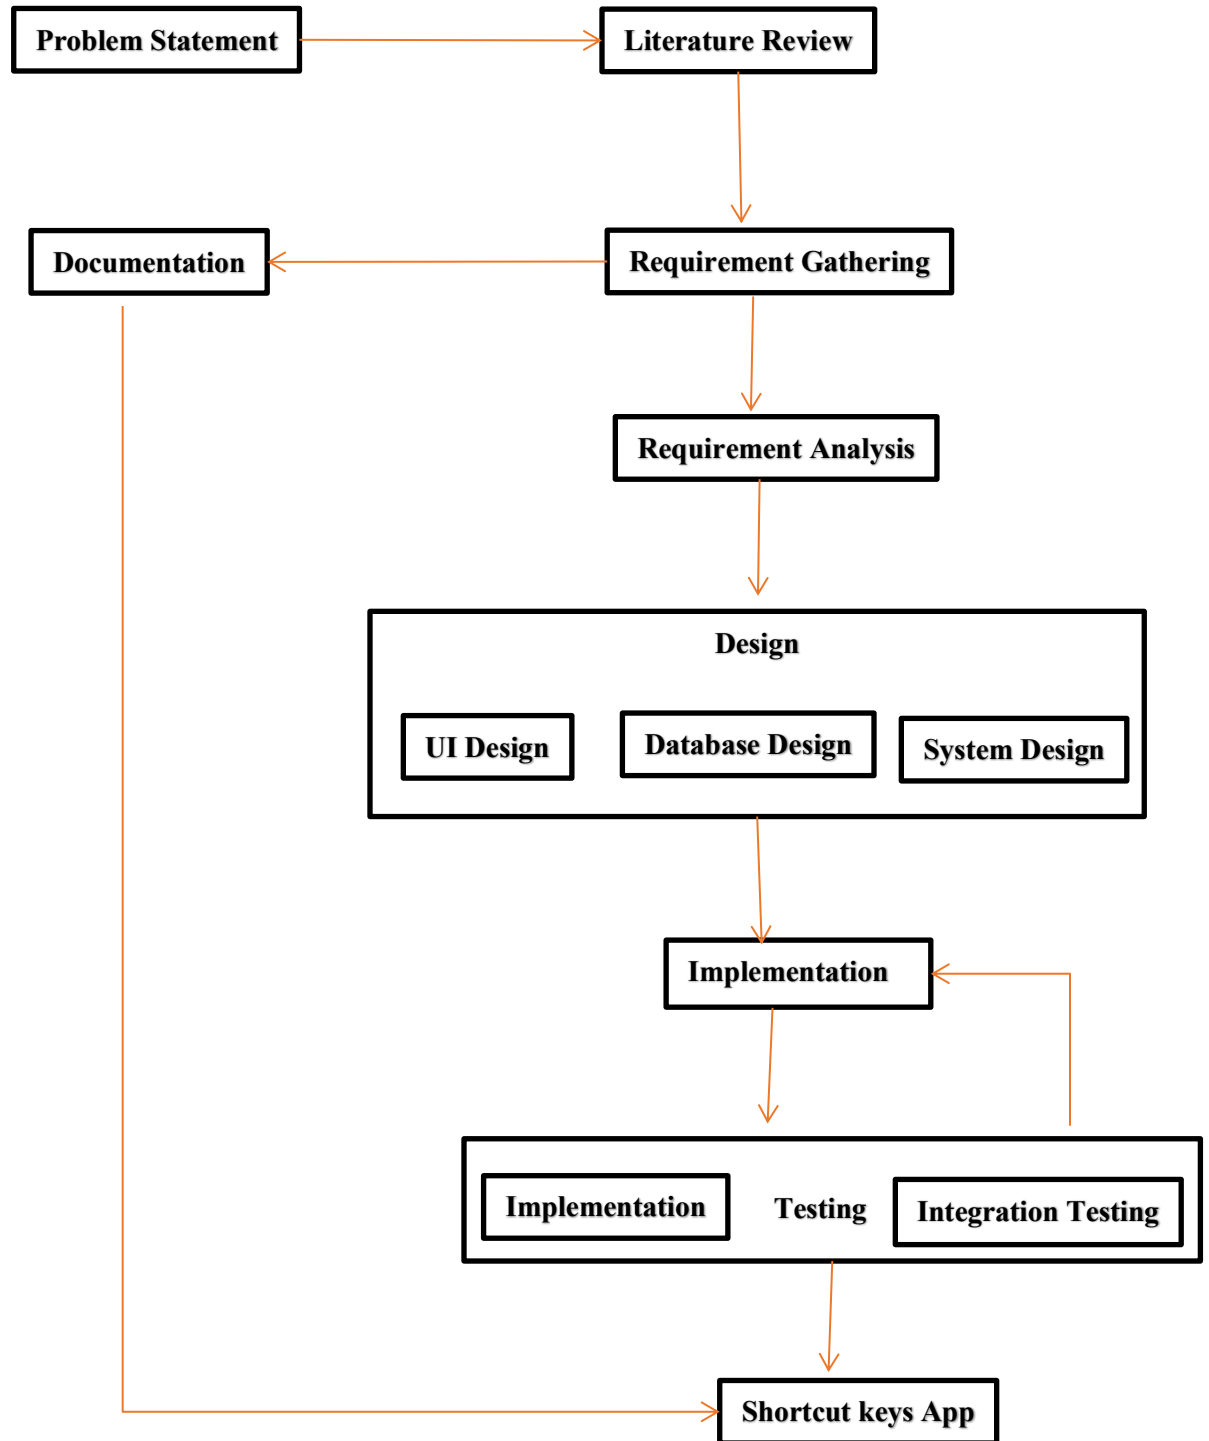 Problem Statement
Literature Review
Documentation
Requirement Gathering
Requirement Analysis
Design
UI Design
Database Design
System Design
Implementation
Implementation
Testing
Integration Testing
Shortcut keys App